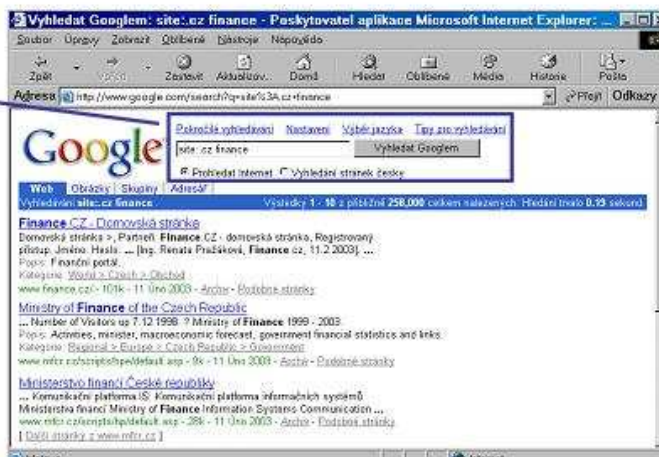 Vyhledat Googlem: site:.cz finance - Poskytovatel aplikace Microsoft Internet Explorer: ...
Soubor Úpravy Zobrazit Oblíbené Nástroje Nápověda
Zpět Vpřed Zastavit Aktualizov. Domů Hledat Oblíbené Média Historie Pošta
Adresa http://www.google.com/search?q=site%3A.cz+finance Přejít Odkazy
Pokročilé vyhledávání Nastavení Výběr jazyka Tipy pro vyhledávání
Google
site:.cz finance Vyhledat Googlem
Prohledat Internet Vyhledání stránek česky
Web Obrázky Skupiny Adresář
Vyhledávání site:.cz finance Výsledky 1 - 10 z přibližně 258,000 celkem nalezených. Hledání trvalo 0.19 sekund.
Finance CZ - Domovská stránka
Domovská stránka >, Partneři. Finance CZ - domovská stránka, Registrovaný
přístup. Jméno. Heslo. ... [Ing. Renata Pražáková, Finance cz, 11.2.2003]. ...
Popis: Finanční portál.
Kategorie: World > Czech > Obchod
www.finance.cz/ - 101k - 11 Úno 2003 - Archiv - Podobné stránky
Ministry of Finance of the Czech Republic
... Number of Visitors up 7.12.1998. ? Ministry of Finance 1999 - 2003.
Popis: Activities, minister, macroeconomic forecast, government financial statistics and links.
Kategorie: Regional > Europe > Czech Republic > Government
www.mfcr.cz/scripts/hpe/default.asp - 9k - 11 Úno 2003 - Archiv - Podobné stránky
Ministerstvo financí České republiky
... Komunikační platforma IS. Komunikační platforma informačních systémů
Ministerstva financí Ministry of Finance Information Systems Communication ...
www.mfcr.cz/scripts/hp/default.asp - 28k - 11 Úno 2003 - Archiv - Podobné stránky
[ Další stránky z www.mfcr.cz ]